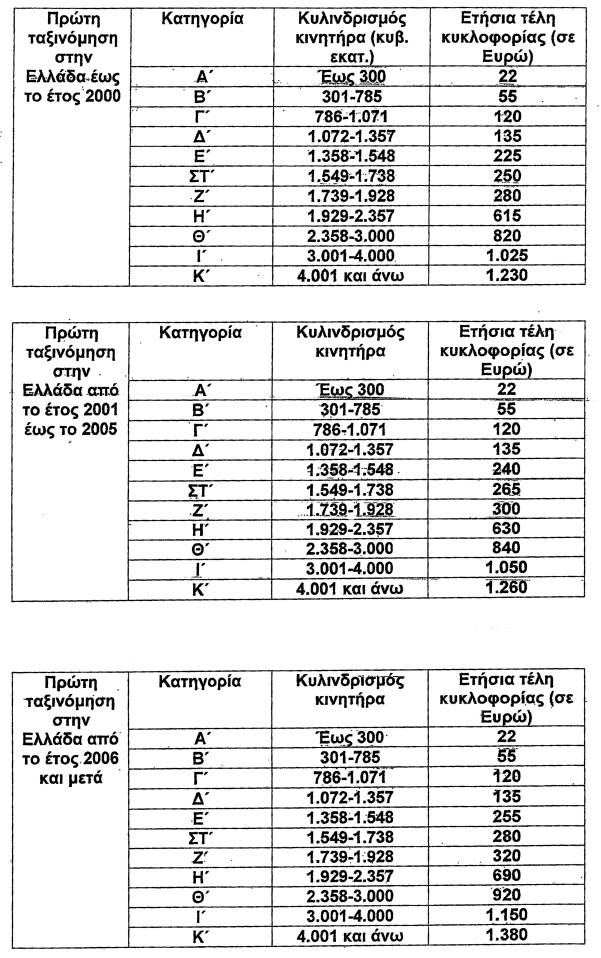 Πρώτη ταξινόμηση στην Ελλάδα έως το έτος 2000 Κατηγορία Κυλινδρισμός κινητήρα (κυβ. εκατ.) Ετήσια τέλη κυκλοφορίας (σε Ευρώ)
Α΄ Έως 300 22
Β΄ 301-785 55
Γ΄ 786-1.071 120
Δ΄ 1.072-1.357 135
Ε΄ 1.358-1.548 225
ΣΤ΄ 1.549-1.738 250
Ζ΄ 1.739-1.928 280
Η΄ 1.929-2.357 615
Θ΄ 2.358-3.000 820
Ι΄ 3.001-4.000 1.025
Κ΄ 4.001 και άνω 1.230
Πρώτη ταξινόμηση στην Ελλάδα από το έτος 2001 έως το 2005 Κατηγορία Κυλινδρισμός κινητήρα Ετήσια τέλη κυκλοφορίας (σε Ευρώ)
Α΄ Έως 300 22
Β΄ 301-785 55
Γ΄ 786-1.071 120
Δ΄ 1.072-1.357 135
Ε΄ 1.358-1.548 240
ΣΤ΄ 1.549-1.738 265
Ζ΄ 1.739-1.928 300
Η΄ 1.929-2.357 630
Θ΄ 2.358-3.000 840
Ι΄ 3.001-4.000 1.050
Κ΄ 4.001 και άνω 1.260
Πρώτη ταξινόμηση στην Ελλάδα από το έτος 2006 και μετά Κατηγορία Κυλινδρισμός κινητήρα Ετήσια τέλη κυκλοφορίας (σε Ευρώ)
Α΄ Έως 300 22
Β΄ 301-785 55
Γ΄ 786-1.071 120
Δ΄ 1.072-1.357 135
Ε΄ 1.358-1.548 255
ΣΤ΄ 1.549-1.738 280
Ζ΄ 1.739-1.928 320
Η΄ 1.929-2.357 690
Θ΄ 2.358-3.000 920
Ι΄ 3.001-4.000 1.150
Κ΄ 4.001 και άνω 1.380